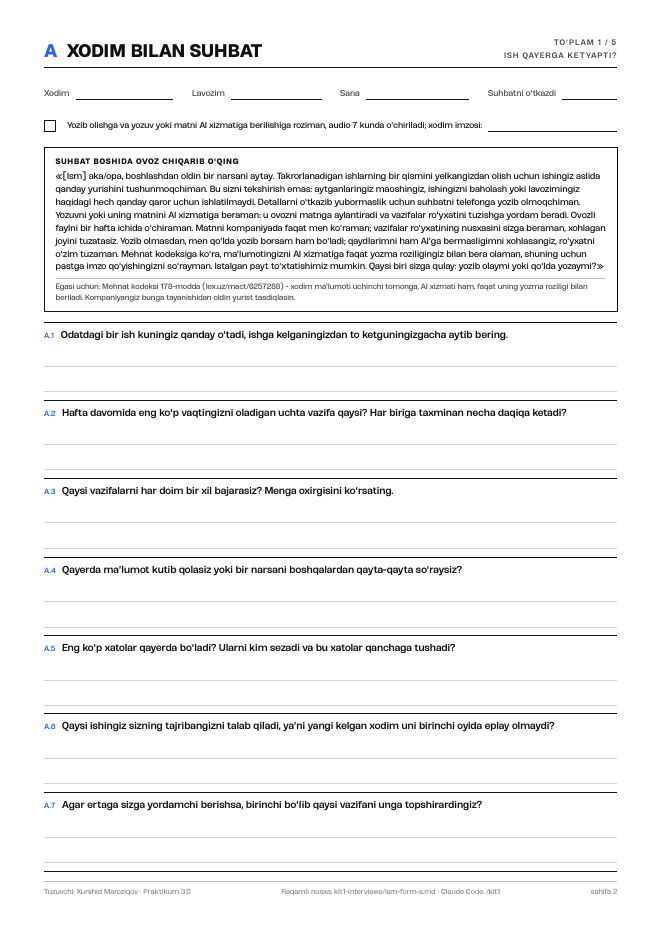 A XODIM BILAN SUHBAT
TO'PLAM 1 / 5
ISH QAYERGA KETYAPTI?
Xodim Lavozim Sana Suhbatni o'tkazdi
Yozib olishga va yozuv yoki matni AI xizmatiga berilishiga roziman, audio 7 kunda o'chiriladi; xodim imzosi:
SUHBAT BOSHIDA OVOZ CHIQARIB O'QING
«[Ism] aka/opa, boshlashdan oldin bir narsani aytay. Takrorlanadigan ishlarning bir qismini yelkangizdan olish uchun ishingiz aslida
qanday yurishini tushunmoqchiman. Bu sizni tekshirish emas: aytganlaringiz maoshingiz, ishingizni baholash yoki lavozimingiz
haqidagi hech qanday qaror uchun ishlatilmaydi. Detallarni o'tkazib yubormaslik uchun suhbatni telefonga yozib olmoqchiman.
Yozuvni yoki uning matnini AI xizmatiga beraman: u ovozni matnga aylantiradi va vazifalar ro'yxatini tuzishga yordam beradi. Ovozli
faylni bir hafta ichida o'chiraman. Matnni kompaniyada faqat men ko'raman; vazifalar ro'yxatining nusxasini sizga beraman, xohlagan
joyini tuzatasiz. Yozib olmasdan, men qo'lda yozib borsam ham bo'ladi; qaydlarimni ham AI'ga bermasligimni xohlasangiz, ro'yxatni
o'zim tuzaman. Mehnat kodeksiga ko'ra, ma'lumotingizni AI xizmatiga faqat yozma roziligingiz bilan bera olaman, shuning uchun
pastga imzo qo'yishingizni so'rayman. Istalgan payt to'xtatishimiz mumkin. Qaysi biri sizga qulay: yozib olaymi yoki qo'lda yozaymi?»
Egasi uchun: Mehnat kodeksi 178-modda (lex.uz/mact/6257288) - xodim ma'lumoti uchinchi tomonga, AI xizmati ham, faqat uning yozma roziligi bilan
beriladi. Kompaniyangiz bunga tayanishidan oldin yurist tasdiqlasin.
A.1 Odatdagi bir ish kuningiz qanday o'tadi, ishga kelganingizdan to ketguningizgacha aytib bering.
A.2 Hafta davomida eng ko'p vaqtingizni oladigan uchta vazifa qaysi? Har biriga taxminan necha daqiqa ketadi?
A.3 Qaysi vazifalarni har doim bir xil bajarasiz? Menga oxirgisini ko'rsating.
A.4 Qayerda ma'lumot kutib qolasiz yoki bir narsani boshqalardan qayta-qayta so'raysiz?
A.5 Eng ko'p xatolar qayerda bo'ladi? Ularni kim sezadi va bu xatolar qanchaga tushadi?
A.6 Qaysi ishingiz sizning tajribangizni talab qiladi, ya'ni yangi kelgan xodim uni birinchi oyida eplay olmaydi?
A.7 Agar ertaga sizga yordamchi berishsa, birinchi bo'lib qaysi vazifani unga topshirardingiz?
Tuzuvchi: Xurshid Maroziqov · Praktikum 3.0 Raqamli nusxa: kit1-interviews/ism-form-a.md · Claude Code: /kit1 sahifa 2